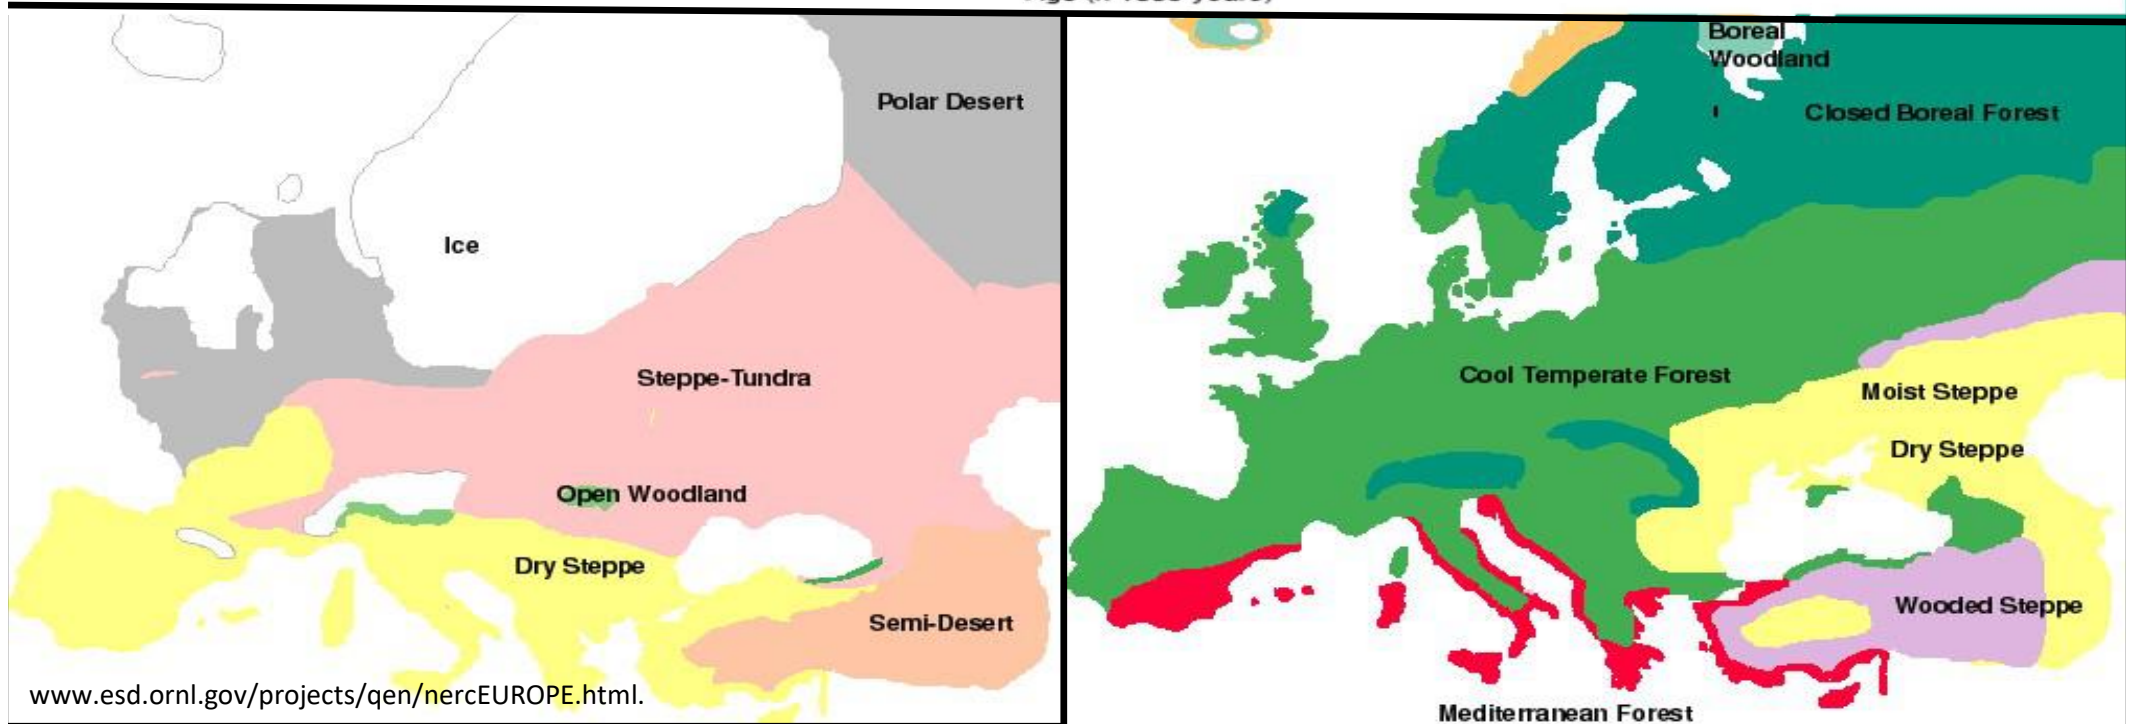 Polar Desert
Ice
Steppe-Tundra
Open Woodland
Dry Steppe
Semi-Desert
www.esd.ornl.gov/projects/qen/nercEUROPE.html.
Boreal
Woodland
Closed Boreal Forest
Cool Temperate Forest
Moist Steppe
Dry Steppe
Wooded Steppe
Mediterranean Forest